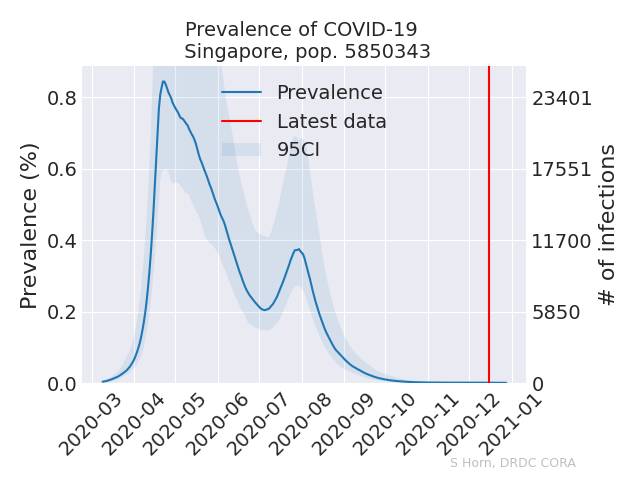 Prevalence of COVID-19
Singapore, pop. 5850343
Prevalence
Latest data
95CI
Prevalence (%)
0.8
0.6
0.4
0.2
0.0
# of infections
23401
17551
11700
5850
0
2020-03
2020-04
2020-05
2020-06
2020-07
2020-08
2020-09
2020-10
2020-11
2020-12
2021-01
S Horn, DRDC CORA